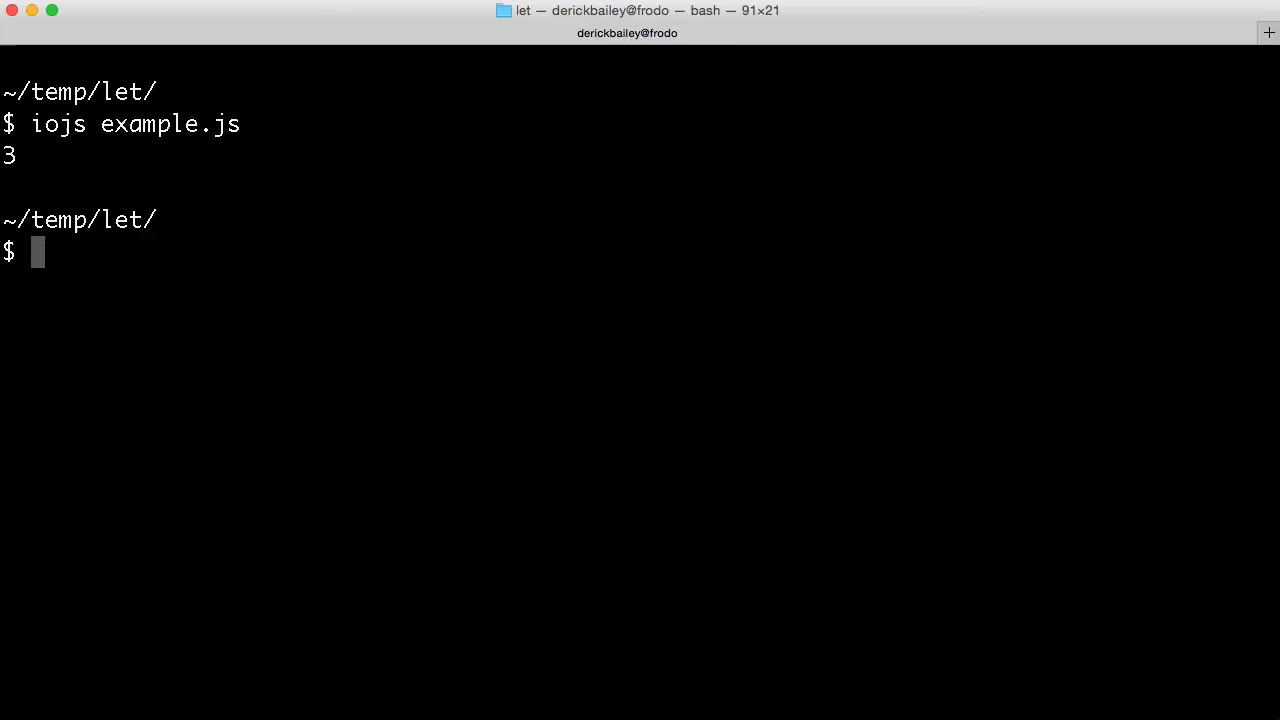 let — derickbailey@frodo — bash — 91×21
derickbailey@frodo
~/temp/let/
$ iojs example.js
3
~/temp/let/
$